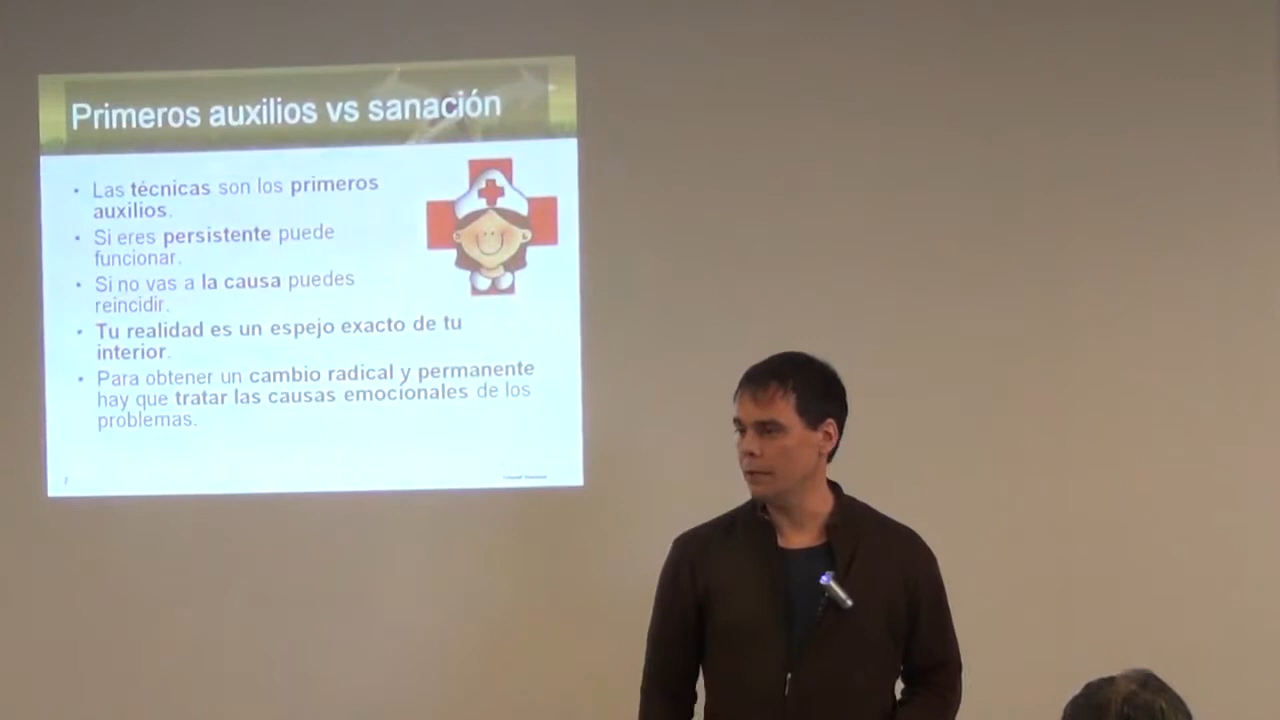 Primeros auxilios vs sanación
• Las técnicas son los primeros
auxilios.
• Si eres persistente puede
funcionar.
• Si no vas a la causa puedes
reincidir.
• Tu realidad es un espejo exacto de tu
interior.
• Para obtener un cambio radical y permanente
hay que tratar las causas emocionales de los
problemas.